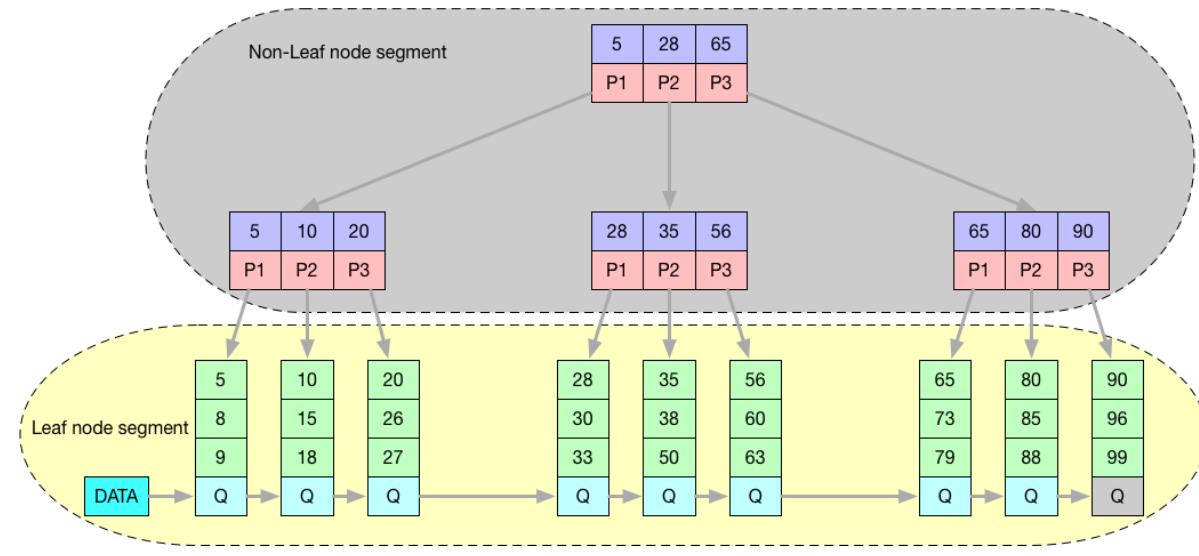 Non-Leaf node segment
5 28 65
P1 P2 P3
5 10 20
P1 P2 P3
28 35 56
P1 P2 P3
65 80 90
P1 P2 P3
Leaf node segment
5 10 20 28 35 56 65 80 90
8 15 26 30 38 60 73 85 96
9 18 27 33 50 63 79 88 99
DATA Q Q Q Q Q Q Q Q Q